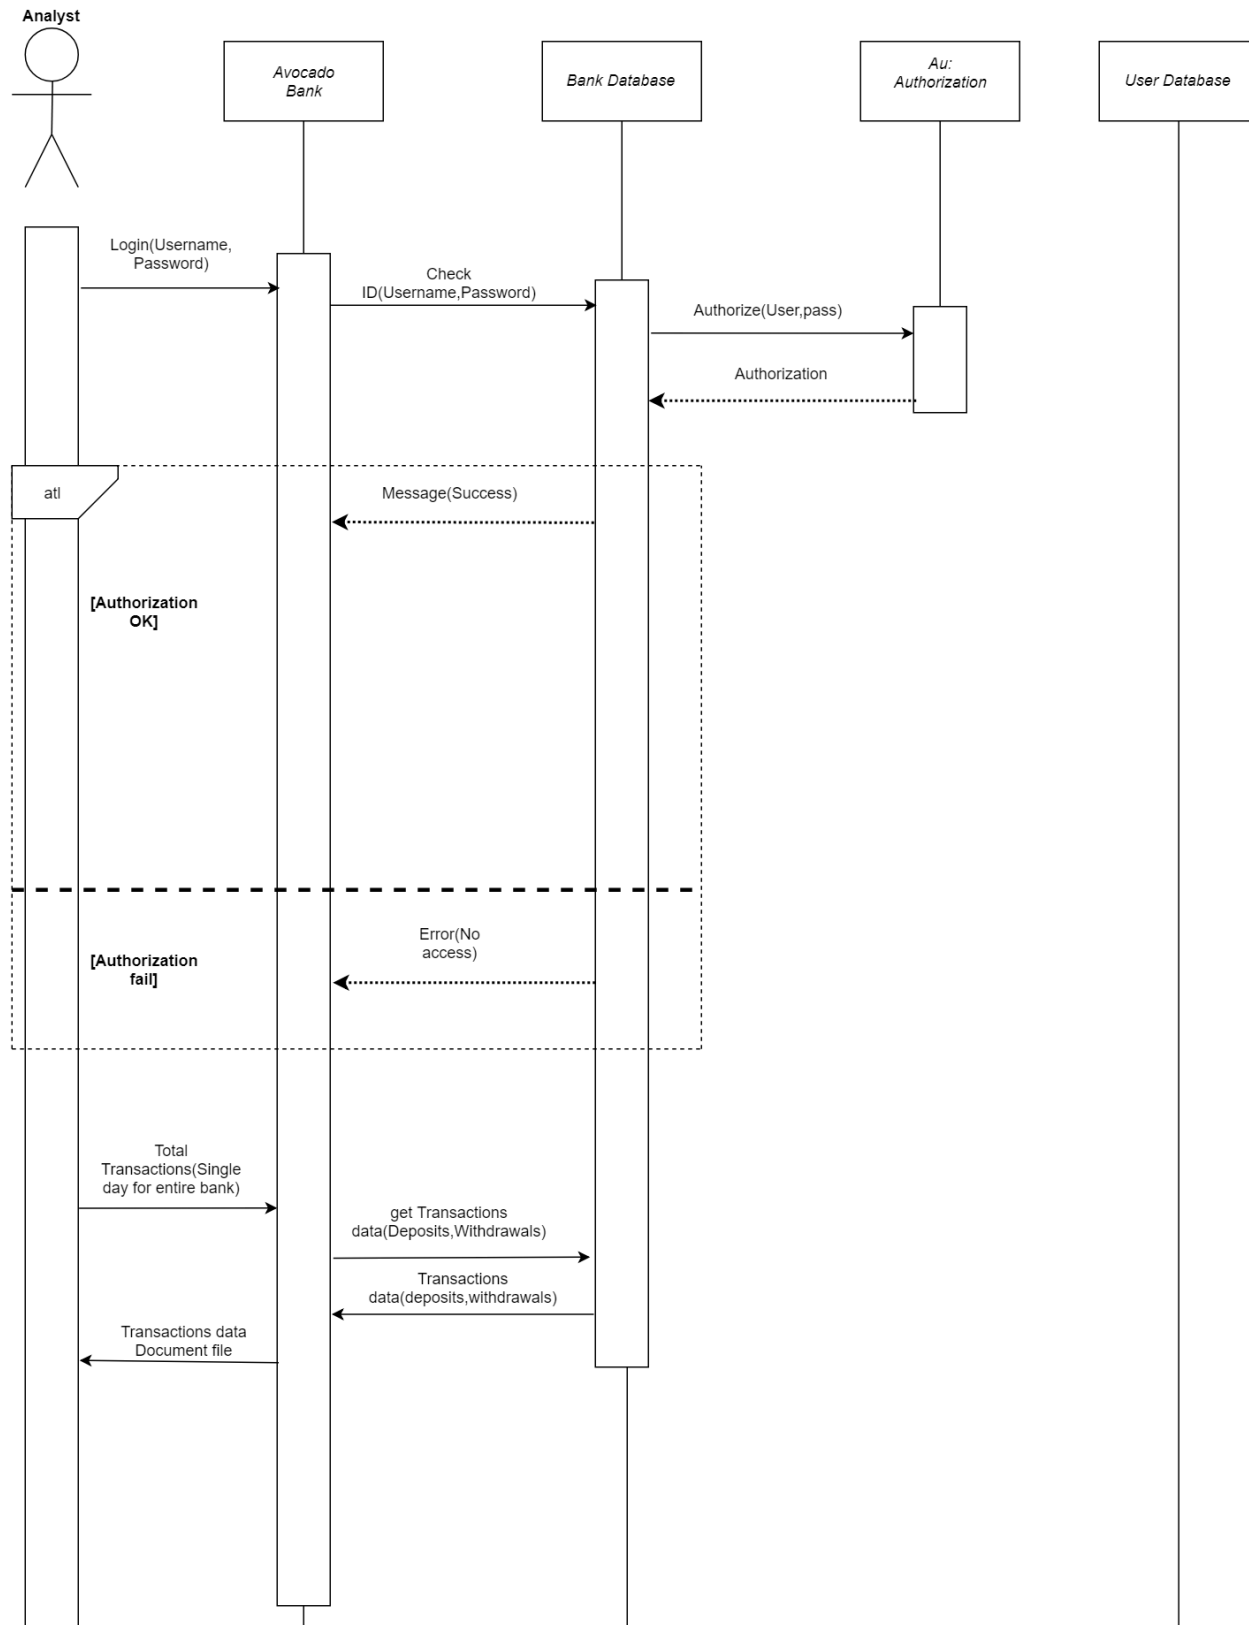 Analyst
Avocado
Bank
Bank Database
Au:
Authorization
User Database
Login(Username,
Password)
Check
ID(Username,Password)
Authorize(User,pass)
Authorization
atl
Message(Success)
[Authorization
OK]
Error(No
access)
[Authorization
fail]
Total
Transactions(Single
day for entire bank)
get Transactions
data(Deposits,Withdrawals)
Transactions
data(deposits,withdrawals)
Transactions data
Document file